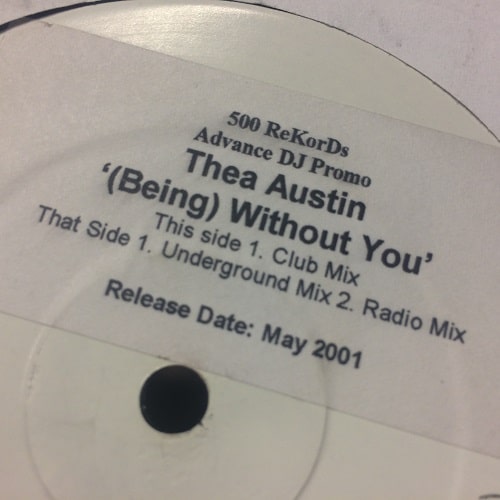 500 ReKorDs
Advance DJ Promo
Thea Austin
‘(Being) Without You’
This side 1. Club Mix
That Side 1. Underground Mix 2. Radio Mix
Release Date: May 2001